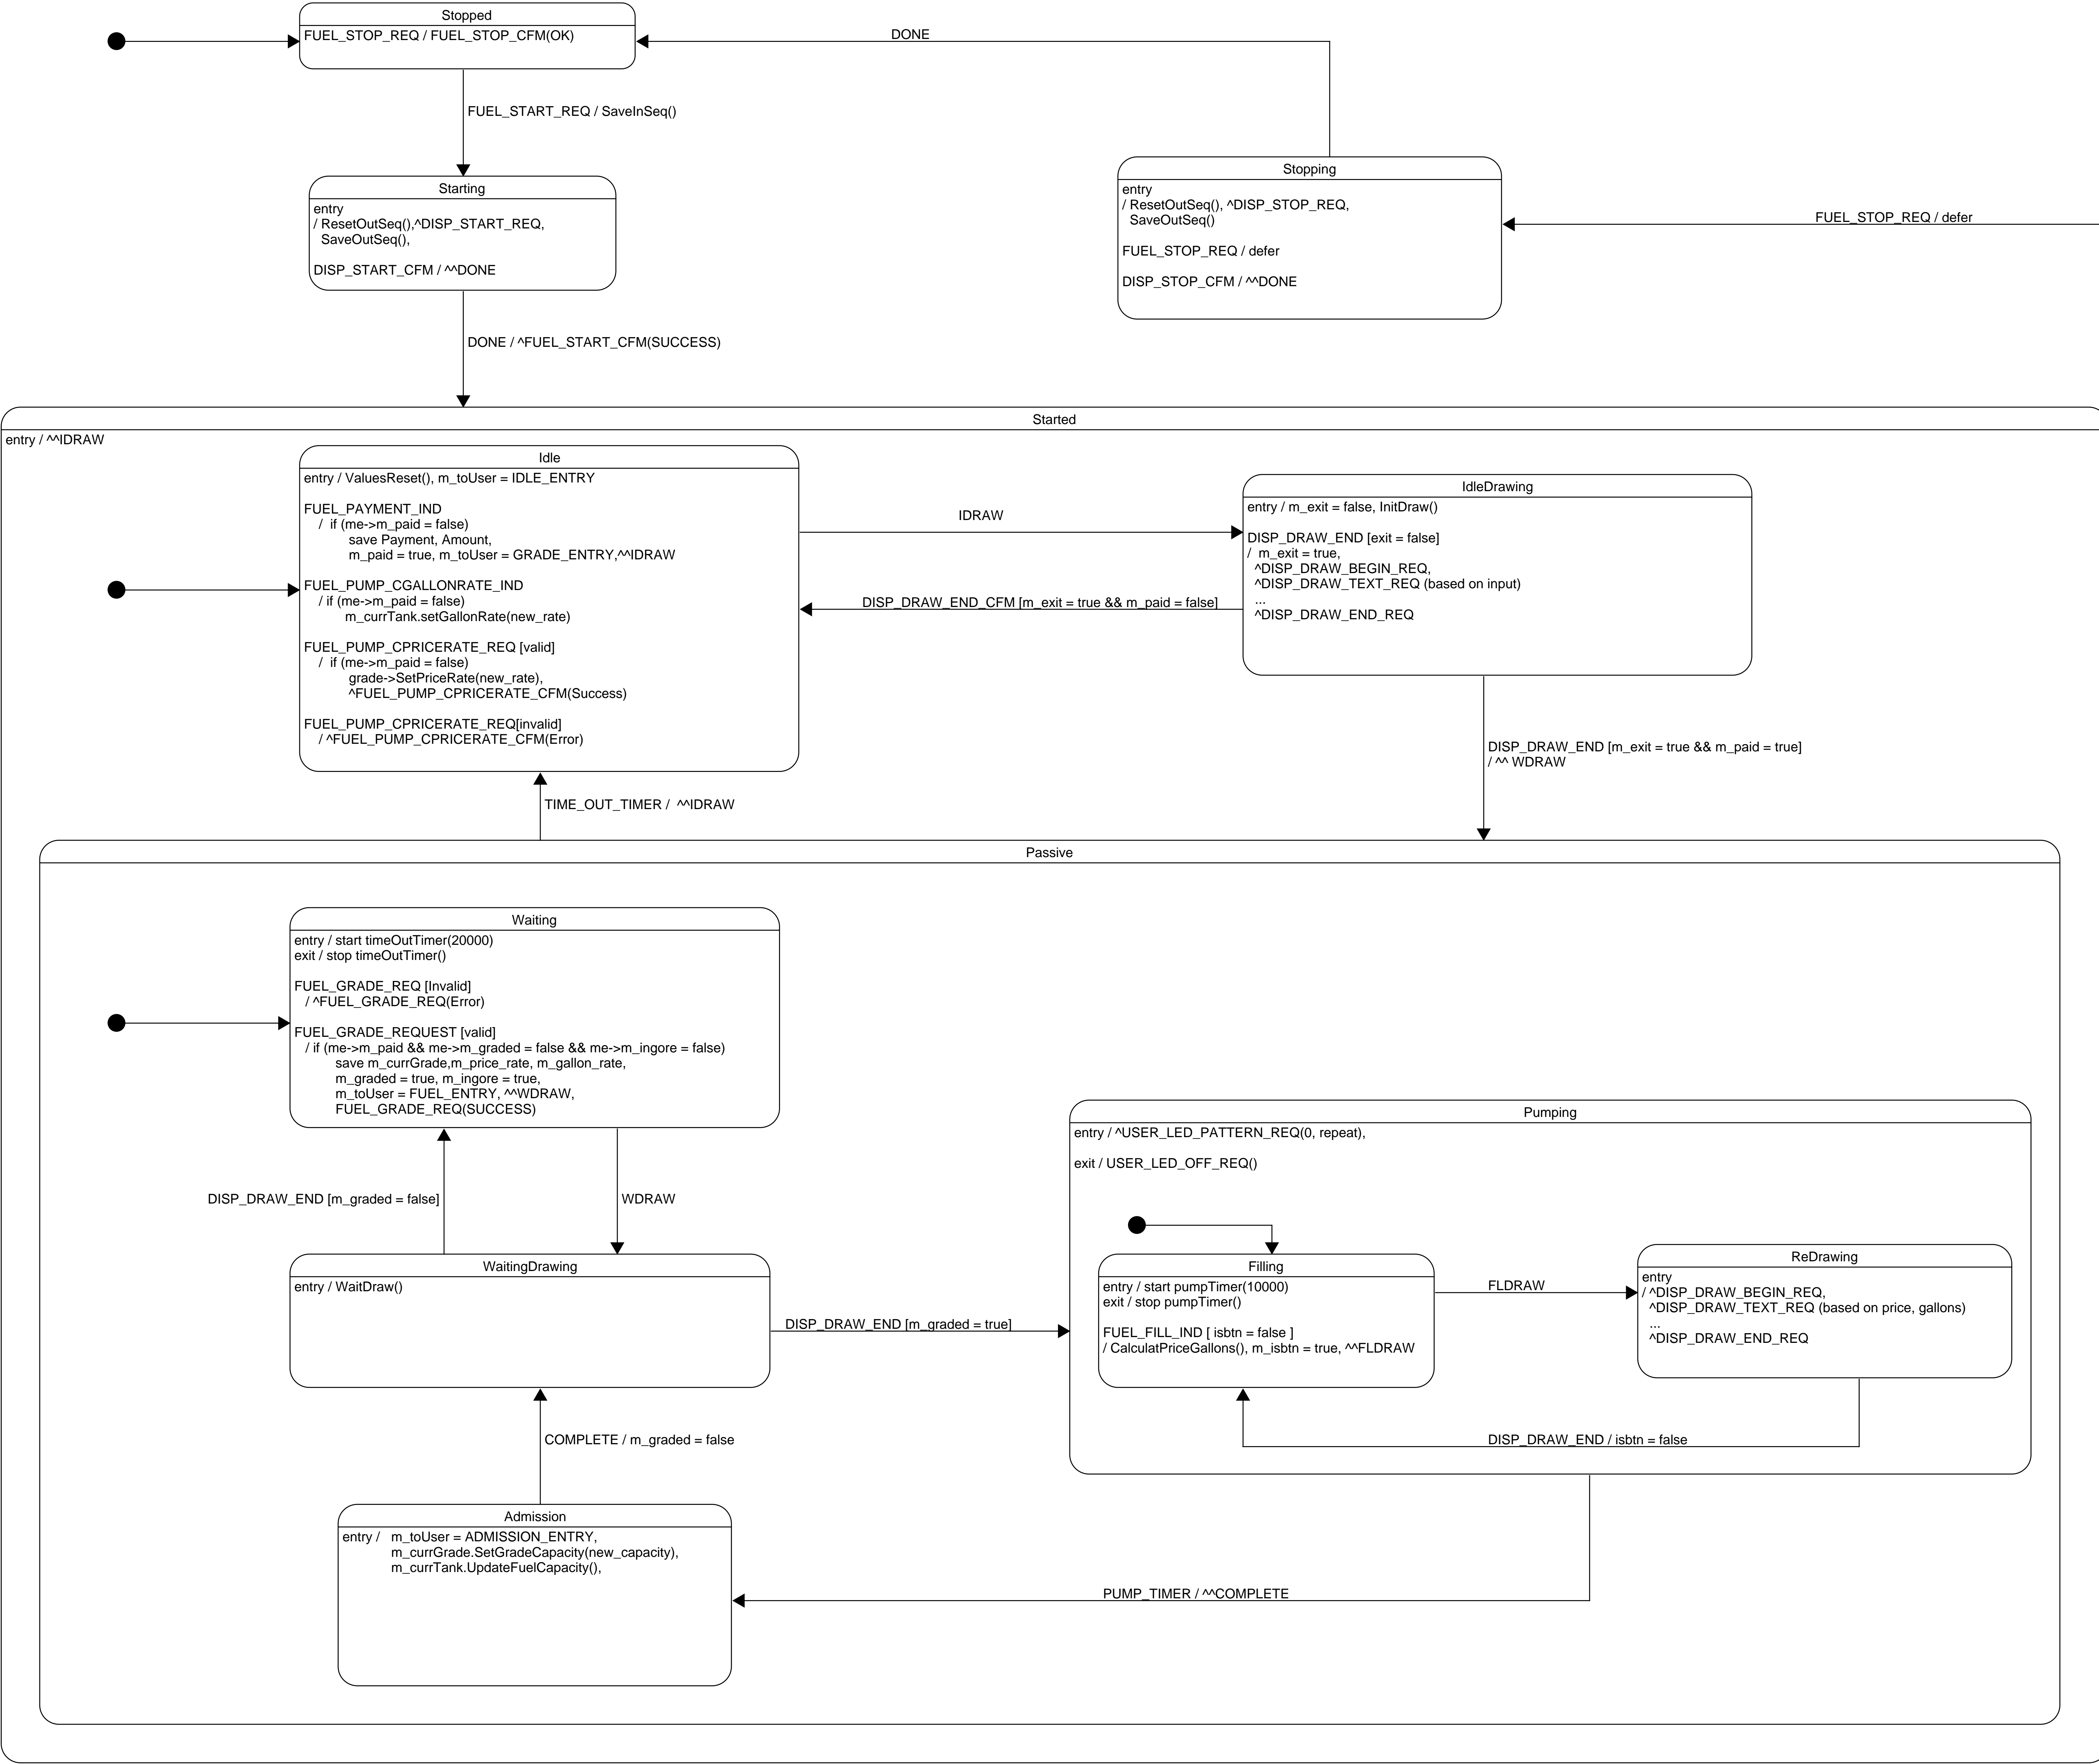 Stopped
FUEL_STOP_REQ / FUEL_STOP_CFM(OK)
DONE
FUEL_START_REQ / SaveInSeq()
Starting
entry
/ ResetOutSeq(),^DISP_START_REQ,
SaveOutSeq(),
DISP_START_CFM / ^^DONE
Stopping
entry
/ ResetOutSeq(), ^DISP_STOP_REQ,
SaveOutSeq()
FUEL_STOP_REQ / defer
DISP_STOP_CFM / ^^DONE
FUEL_STOP_REQ / defer
DONE / ^FUEL_START_CFM(SUCCESS)
Started
entry / ^^IDRAW
Idle
entry / ValuesReset(), m_toUser = IDLE_ENTRY
FUEL_PAYMENT_IND
/ if (me->m_paid = false)
save Payment, Amount,
m_paid = true, m_toUser = GRADE_ENTRY,^^IDRAW
FUEL_PUMP_CGALLONRATE_IND
/ if (me->m_paid = false)
m_currTank.setGallonRate(new_rate)
FUEL_PUMP_CPRICERATE_REQ [valid]
/ if (me->m_paid = false)
grade->SetPriceRate(new_rate),
^FUEL_PUMP_CPRICERATE_CFM(Success)
FUEL_PUMP_CPRICERATE_REQ[invalid]
/ ^FUEL_PUMP_CPRICERATE_CFM(Error)
IDRAW
DISP_DRAW_END_CFM [m_exit = true && m_paid = false]
IdleDrawing
entry / m_exit = false, InitDraw()
DISP_DRAW_END [exit = false]
/ m_exit = true,
^DISP_DRAW_BEGIN_REQ,
^DISP_DRAW_TEXT_REQ (based on input)
...
^DISP_DRAW_END_REQ
DISP_DRAW_END [m_exit = true && m_paid = true]
/ ^^ WDRAW
TIME_OUT_TIMER / ^^IDRAW
Passive
Waiting
entry / start timeOutTimer(20000)
exit / stop timeOutTimer()
FUEL_GRADE_REQ [Invalid]
/ ^FUEL_GRADE_REQ(Error)
FUEL_GRADE_REQUEST [valid]
/ if (me->m_paid && me->m_graded = false && me->m_ingore = false)
save m_currGrade,m_price_rate, m_gallon_rate,
m_graded = true, m_ingore = true,
m_toUser = FUEL_ENTRY, ^^WDRAW,
FUEL_GRADE_REQ(SUCCESS)
DISP_DRAW_END [m_graded = false]
WDRAW
WaitingDrawing
entry / WaitDraw()
DISP_DRAW_END [m_graded = true]
Pumping
entry / ^USER_LED_PATTERN_REQ(0, repeat),
exit / USER_LED_OFF_REQ()
Filling
entry / start pumpTimer(10000)
exit / stop pumpTimer()
FUEL_FILL_IND [ isbtn = false ]
/ CalculatPriceGallons(), m_isbtn = true, ^^FLDRAW
FLDRAW
ReDrawing
entry
/ ^DISP_DRAW_BEGIN_REQ,
^DISP_DRAW_TEXT_REQ (based on price, gallons)
...
^DISP_DRAW_END_REQ
DISP_DRAW_END / isbtn = false
COMPLETE / m_graded = false
Admission
entry / m_toUser = ADMISSION_ENTRY,
m_currGrade.SetGradeCapacity(new_capacity),
m_currTank.UpdateFuelCapacity(),
PUMP_TIMER / ^^COMPLETE